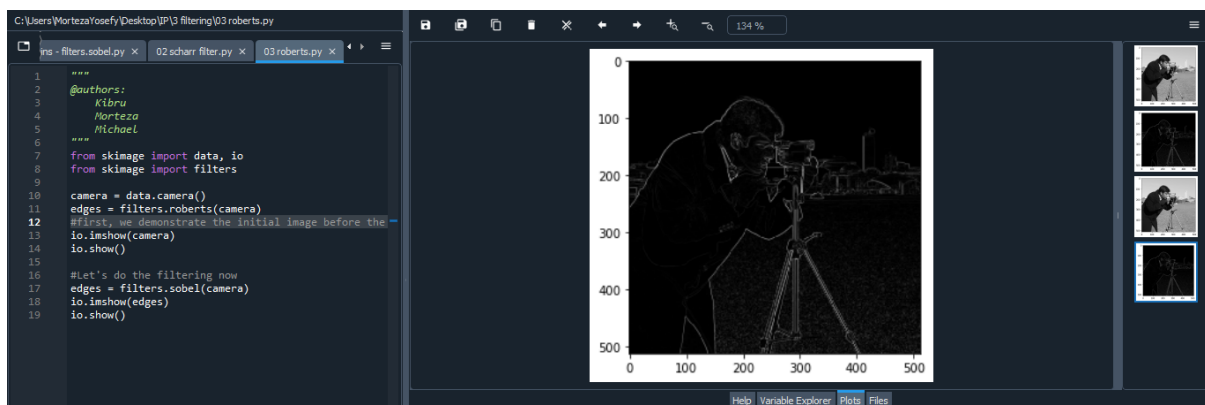 C:\Users\MortezaYosefy\Desktop\IP\3 filtering\03 roberts.py
ins - filters.sobel.py × 02 scharr filter.py × 03 roberts.py ×
1 """
2 @authors:
3 Kibru
4 Morteza
5 Michael
6 """
7 from skimage import data, io
8 from skimage import filters
9
10 camera = data.camera()
11 edges = filters.roberts(camera)
12 #first, we demonstrate the initial image before the
13 io.imshow(camera)
14 io.show()
15
16 #Let's do the filtering now
17 edges = filters.sobel(camera)
18 io.imshow(edges)
19 io.show()
134 %
0
100
200
300
400
500
0 100 200 300 400 500
Help Variable Explorer Plots Files